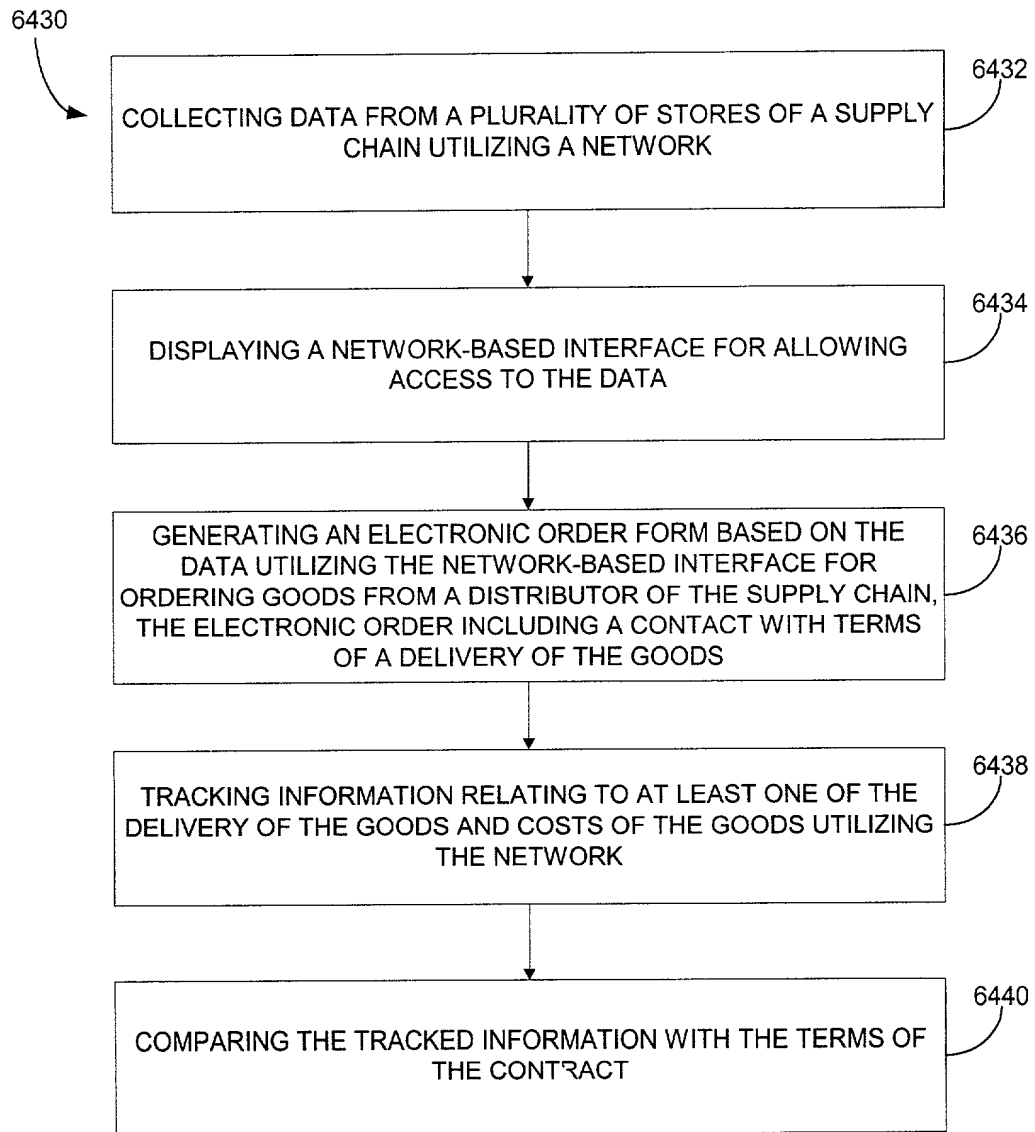 6430
6432
COLLECTING DATA FROM A PLURALITY OF STORES OF A SUPPLY
CHAIN UTILIZING A NETWORK
6434
DISPLAYING A NETWORK-BASED INTERFACE FOR ALLOWING
ACCESS TO THE DATA
6436
GENERATING AN ELECTRONIC ORDER FORM BASED ON THE
DATA UTILIZING THE NETWORK-BASED INTERFACE FOR
ORDERING GOODS FROM A DISTRIBUTOR OF THE SUPPLY CHAIN,
THE ELECTRONIC ORDER INCLUDING A CONTACT WITH TERMS
OF A DELIVERY OF THE GOODS
6438
TRACKING INFORMATION RELATING TO AT LEAST ONE OF THE
DELIVERY OF THE GOODS AND COSTS OF THE GOODS UTILIZING
THE NETWORK
6440
COMPARING THE TRACKED INFORMATION WITH THE TERMS OF
THE CONTRACT